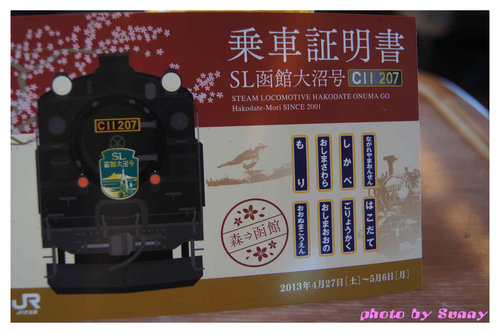 乗車証明書
SL函館大沼号 C11 207
STEAM LOCOMOTIVE HAKODATE ONUMA GO
Hakodate-Mori SINCE 2001
C11 207
SL
函館大沼号
ながれやまおんせん
しかべ
おしまさわら
もり
はこだて
ごりょうかく
おしまおおの
おおぬまこうえん
森⇒函館
2013年4月27日[土]~5月6日[月]
JR
JR北海道
photo by Sunny